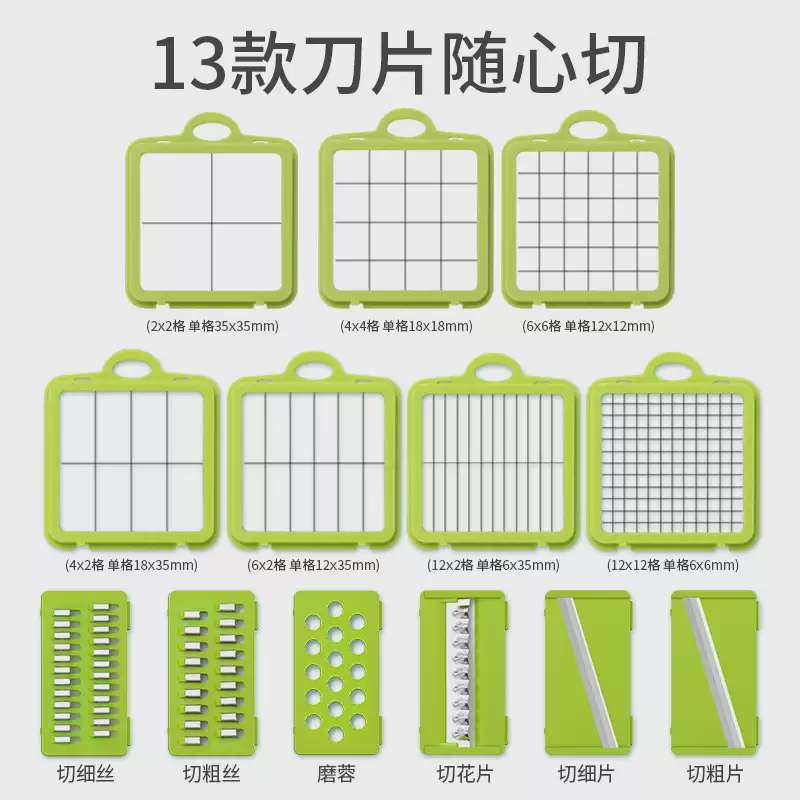 13款刀片随心切
(2x2格 单格35x35mm)
(4x4格 单格18x18mm)
(6x6格 单格12x12mm)
(4x2格 单格18x35mm)
(6x2格 单格12x35mm)
(12x2格 单格6x35mm)
(12x12格 单格6x6mm)
切细丝
切粗丝
磨蓉
切花片
切细片
切粗片